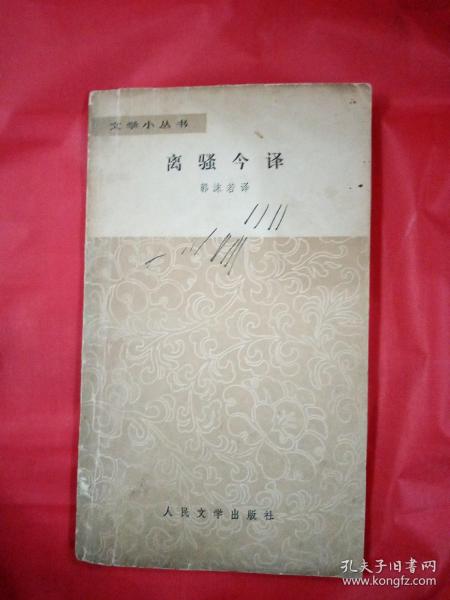 文学小丛书
离骚今译
郭沫若译
人民文学出版社
孔夫子旧书网
www.kongfz.com